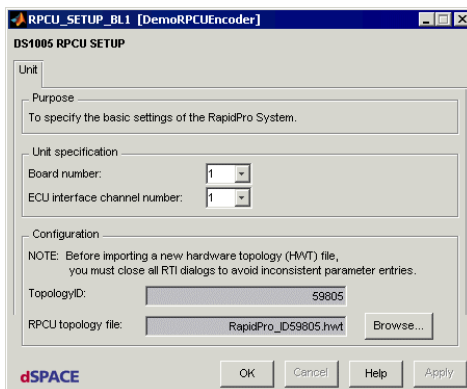 RPCU_SETUP_BL1 [DemoRPCUEncoder]
DS1005 RPCU SETUP
Unit
Purpose
To specify the basic settings of the RapidPro System.
Unit specification
Board number: 1
ECU interface channel number: 1
Configuration
NOTE: Before importing a new hardware topology (HWT) file,
you must close all RTI dialogs to avoid inconsistent parameter entries.
TopologyID: 59805
RPCU topology file: RapidPro_ID59805.hwt Browse...
dSPACE OK Cancel Help Apply